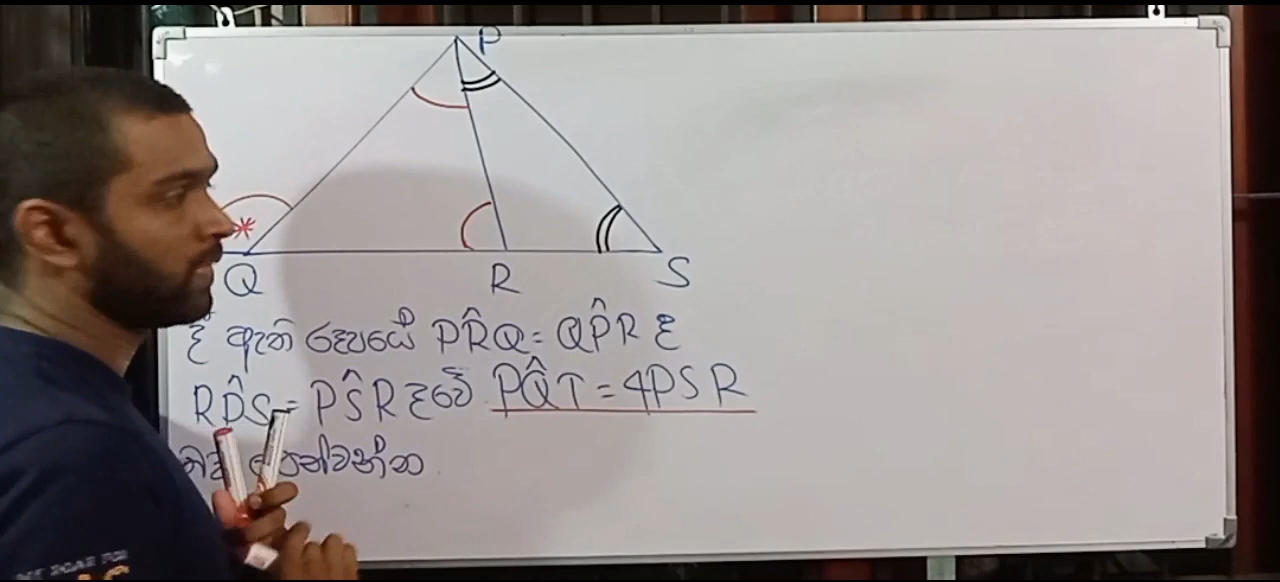 P
Q R S
දී ඇති රූපයේ PR̂Q = QP̂R ද
RP̂S = PŜR ද වේ PQ̂T = 4PSR
බව පෙන්වන්න